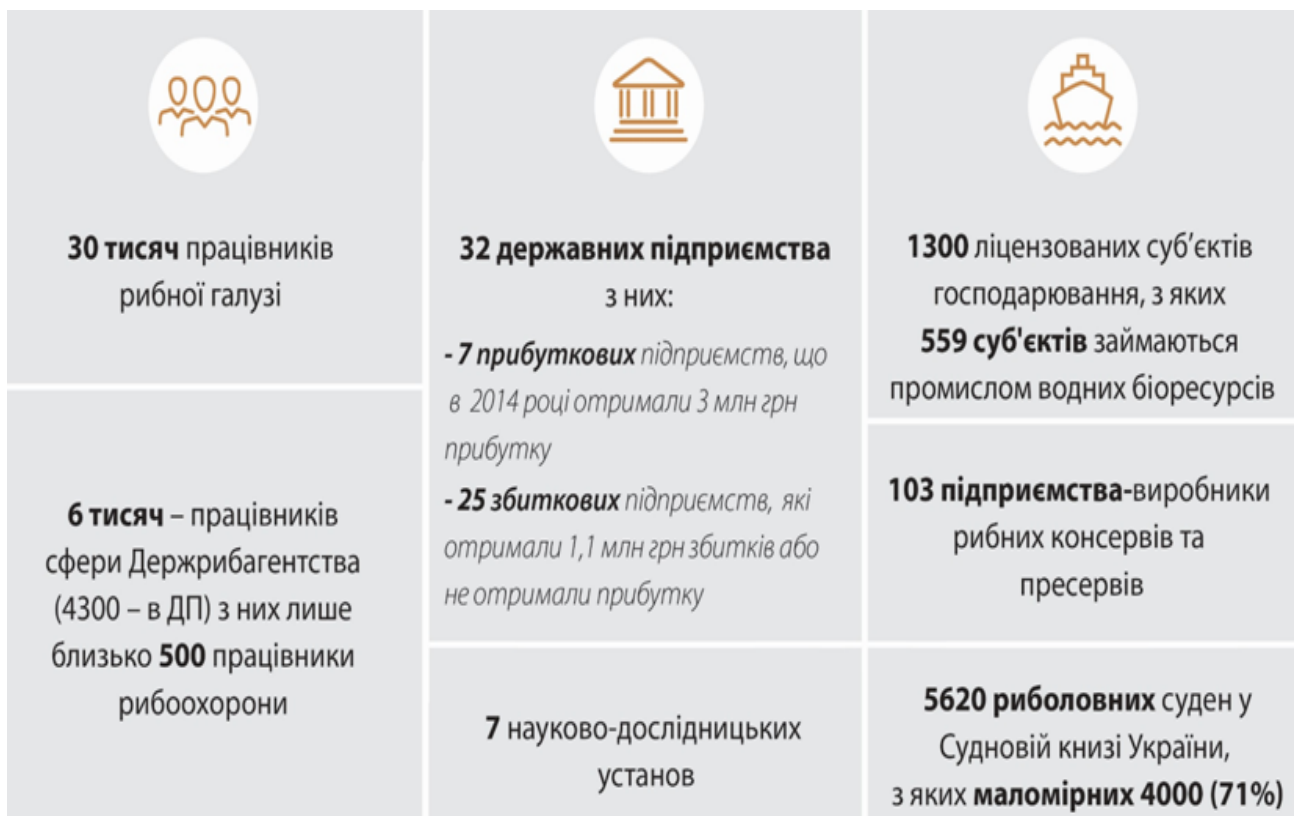 30 тисяч працівників
рибної галузі
6 тисяч – працівників
сфери Держрибагентства
(4300 – в ДП) з них лише
близько 500 працівники
рибоохорони
32 державних підприємства
з них:
- 7 прибуткових підприємств, що
в 2014 році отримали 3 млн грн
прибутку
- 25 збиткових підприємств, які
отримали 1,1 млн грн збитків або
не отримали прибутку
7 науково-дослідницьких
установ
1300 ліцензованих суб’єктів
господарювання, з яких
559 суб'єктів займаються
промислом водних біоресурсів
103 підприємства-виробники
рибних консервів та
пресервів
5620 риболовних суден у
Судновій книзі України,
з яких маломірних 4000 (71%)